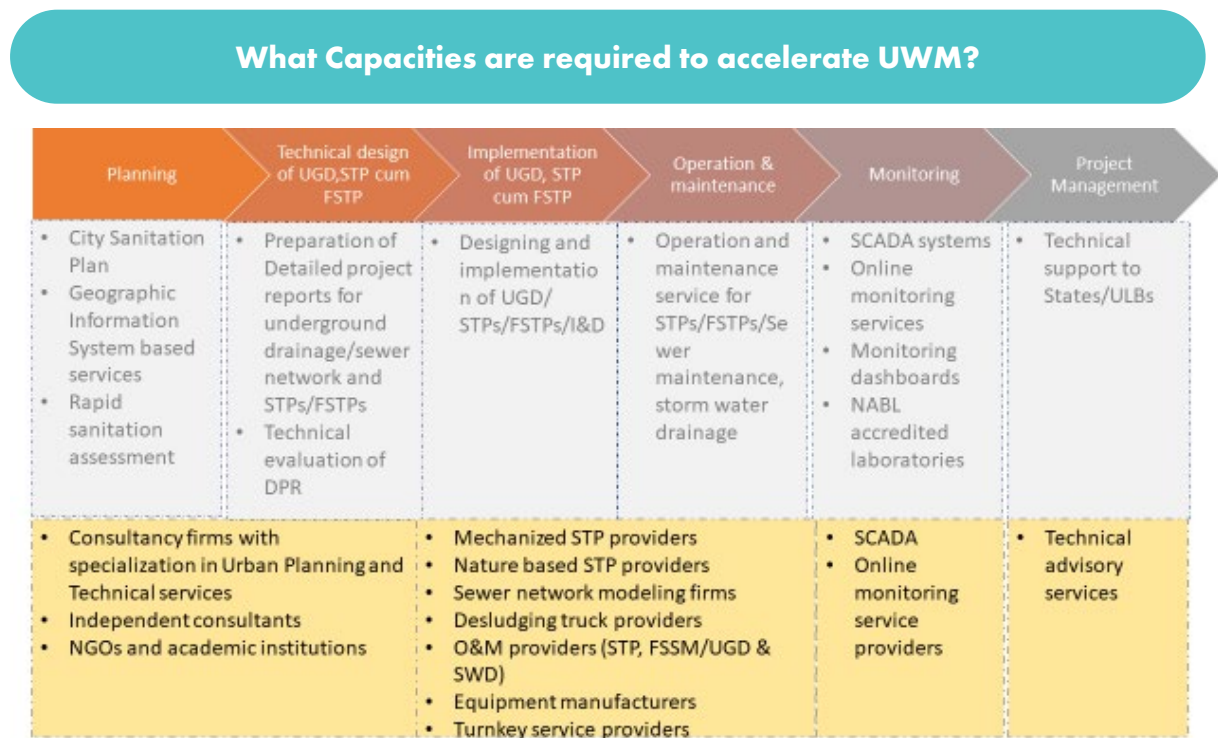 What Capacities are required to accelerate UWM?
Planning
Technical design
of UGD,STP cum
FSTP
Implementation
of UGD, STP
cum FSTP
Operation &
maintenance
Monitoring
Project
Management
• City Sanitation
Plan
• Geographic
Information
System based
services
• Rapid
sanitation
assessment
• Preparation of
Detailed project
reports for
underground
drainage/sewer
network and
STPs/FSTPs
• Technical
evaluation of
DPR
• Designing and
implementatio
n of UGD/
STPs/FSTPs/I&D
• Operation and
maintenance
service for
STPs/FSTPs/Se
wer
maintenance,
storm water
drainage
• SCADA systems
• Online
monitoring
services
• Monitoring
dashboards
• NABL
accredited
laboratories
• Technical
support to
States/ULBs
• Consultancy firms with
specialization in Urban Planning and
Technical services
• Independent consultants
• NGOs and academic institutions
• Mechanized STP providers
• Nature based STP providers
• Sewer network modeling firms
• Desludging truck providers
• O&M providers (STP, FSSM/UGD &
SWD)
• Equipment manufacturers
• Turnkey service providers
• SCADA
• Online
monitoring
service
providers
• Technical
advisory
services